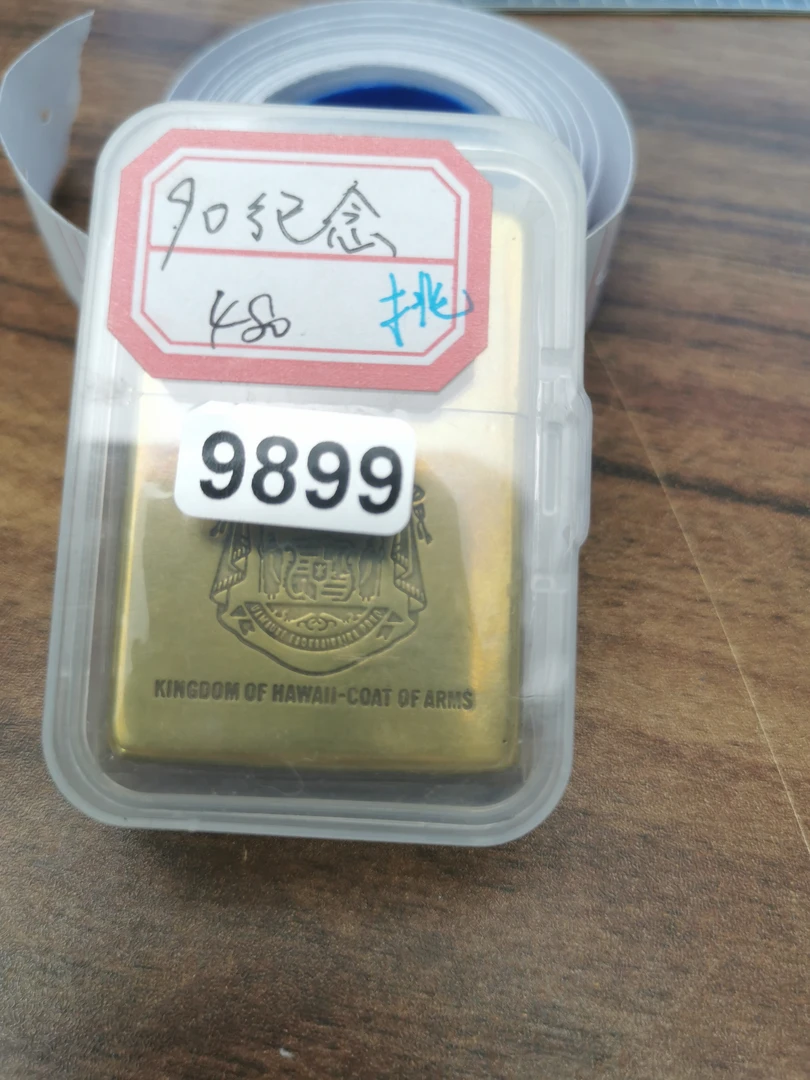 90纪念
480 挑
9899
KINGDOM OF HAWAII-COAT OF ARMS